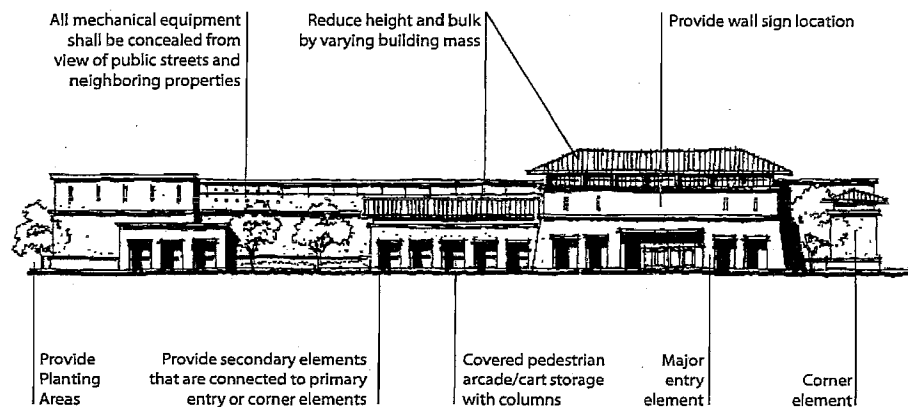 All mechanical equipment
shall be concealed from
view of public streets and
neighboring properties
Reduce height and bulk
by varying building mass
Provide wall sign location
Provide
Planting
Areas
Provide secondary elements
that are connected to primary
entry or corner elements
Covered pedestrian
arcade/cart storage
with columns
Major
entry
element
Corner
element